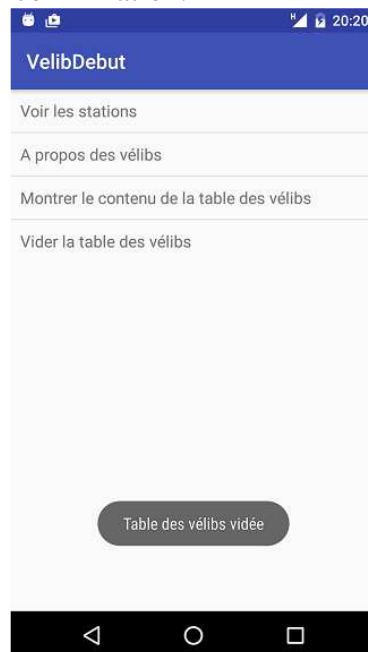 20:20
VelibDebut
Voir les stations
A propos des vélibs
Montrer le contenu de la table des vélibs
Vider la table des vélibs
Table des vélibs vidée